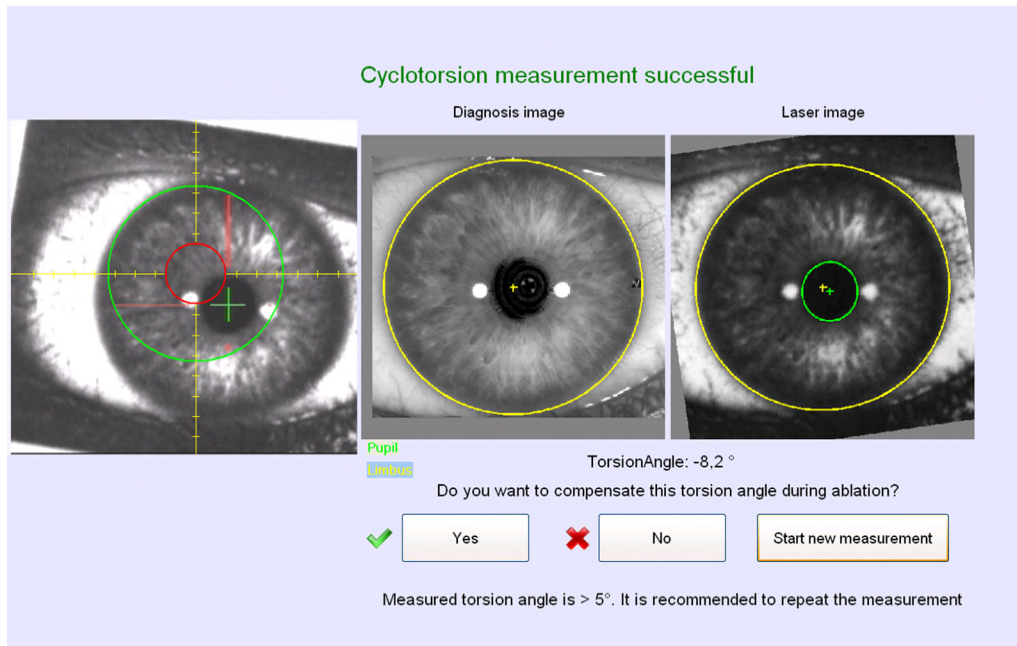 Cyclotorsion measurement successful
Diagnosis image
Laser image
Pupil
Limbus
TorsionAngle: -8,2 °
Do you want to compensate this torsion angle during ablation?
Yes
No
Start new measurement
Measured torsion angle is > 5°. It is recommended to repeat the measurement